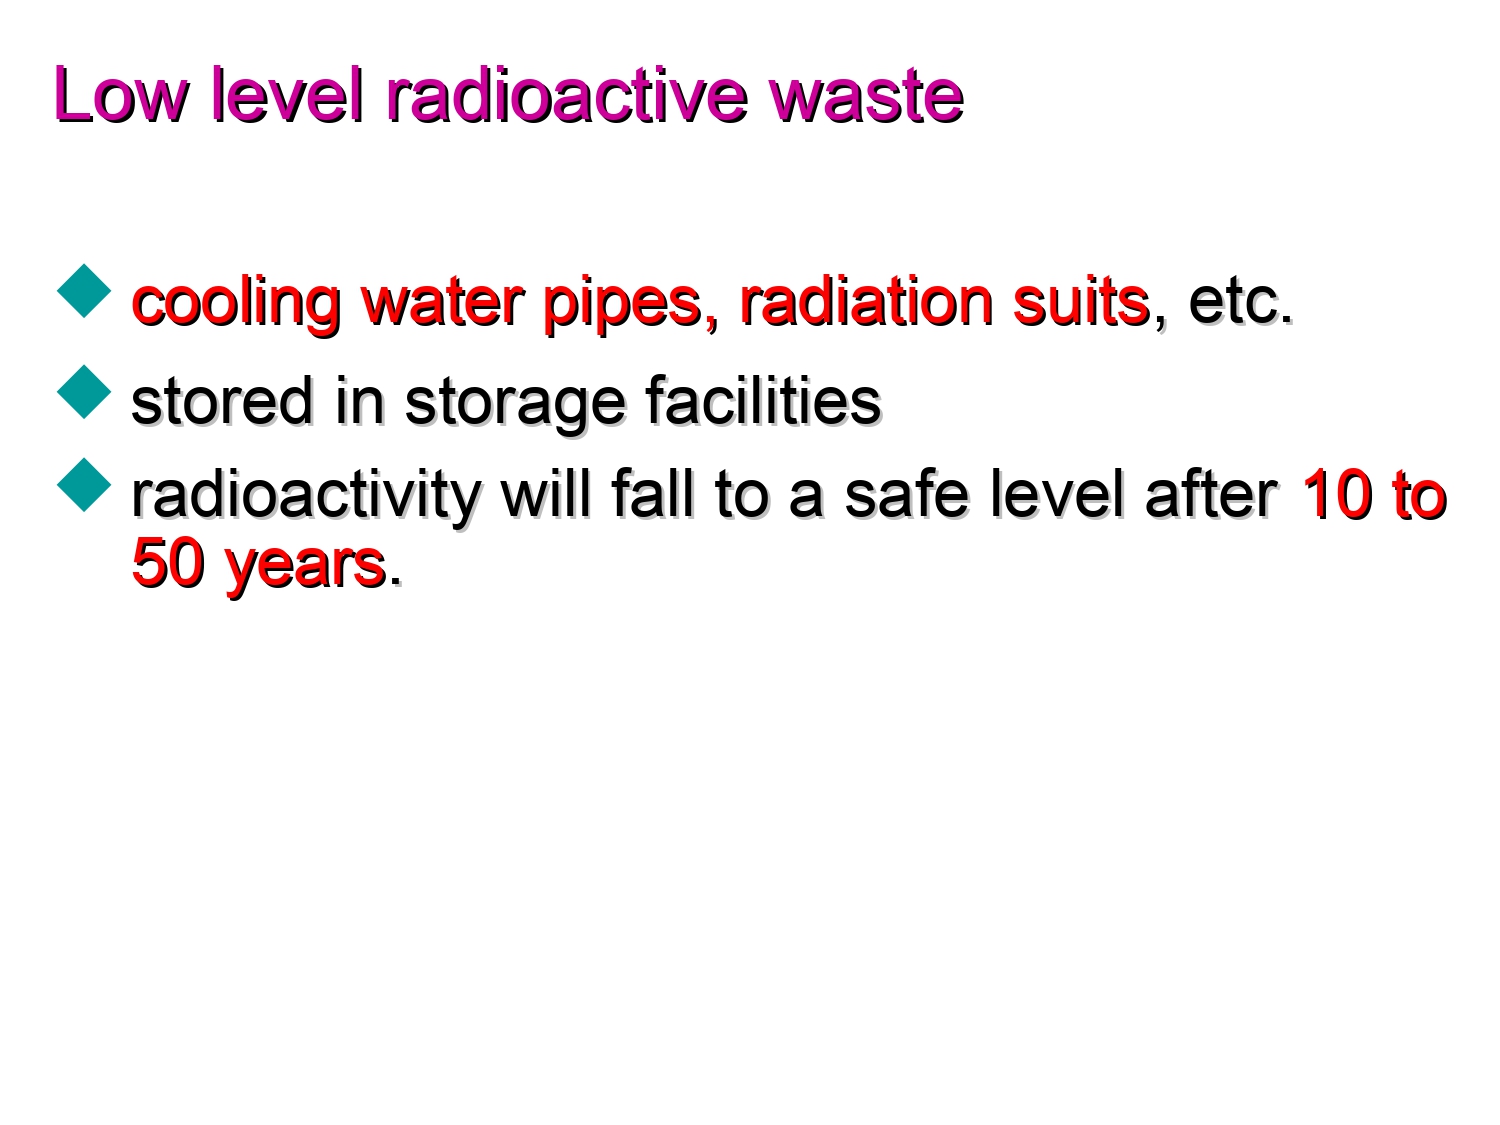 Low level radioactive waste
cooling water pipes, radiation suits, etc.
stored in storage facilities
radioactivity will fall to a safe level after 10 to
50 years.